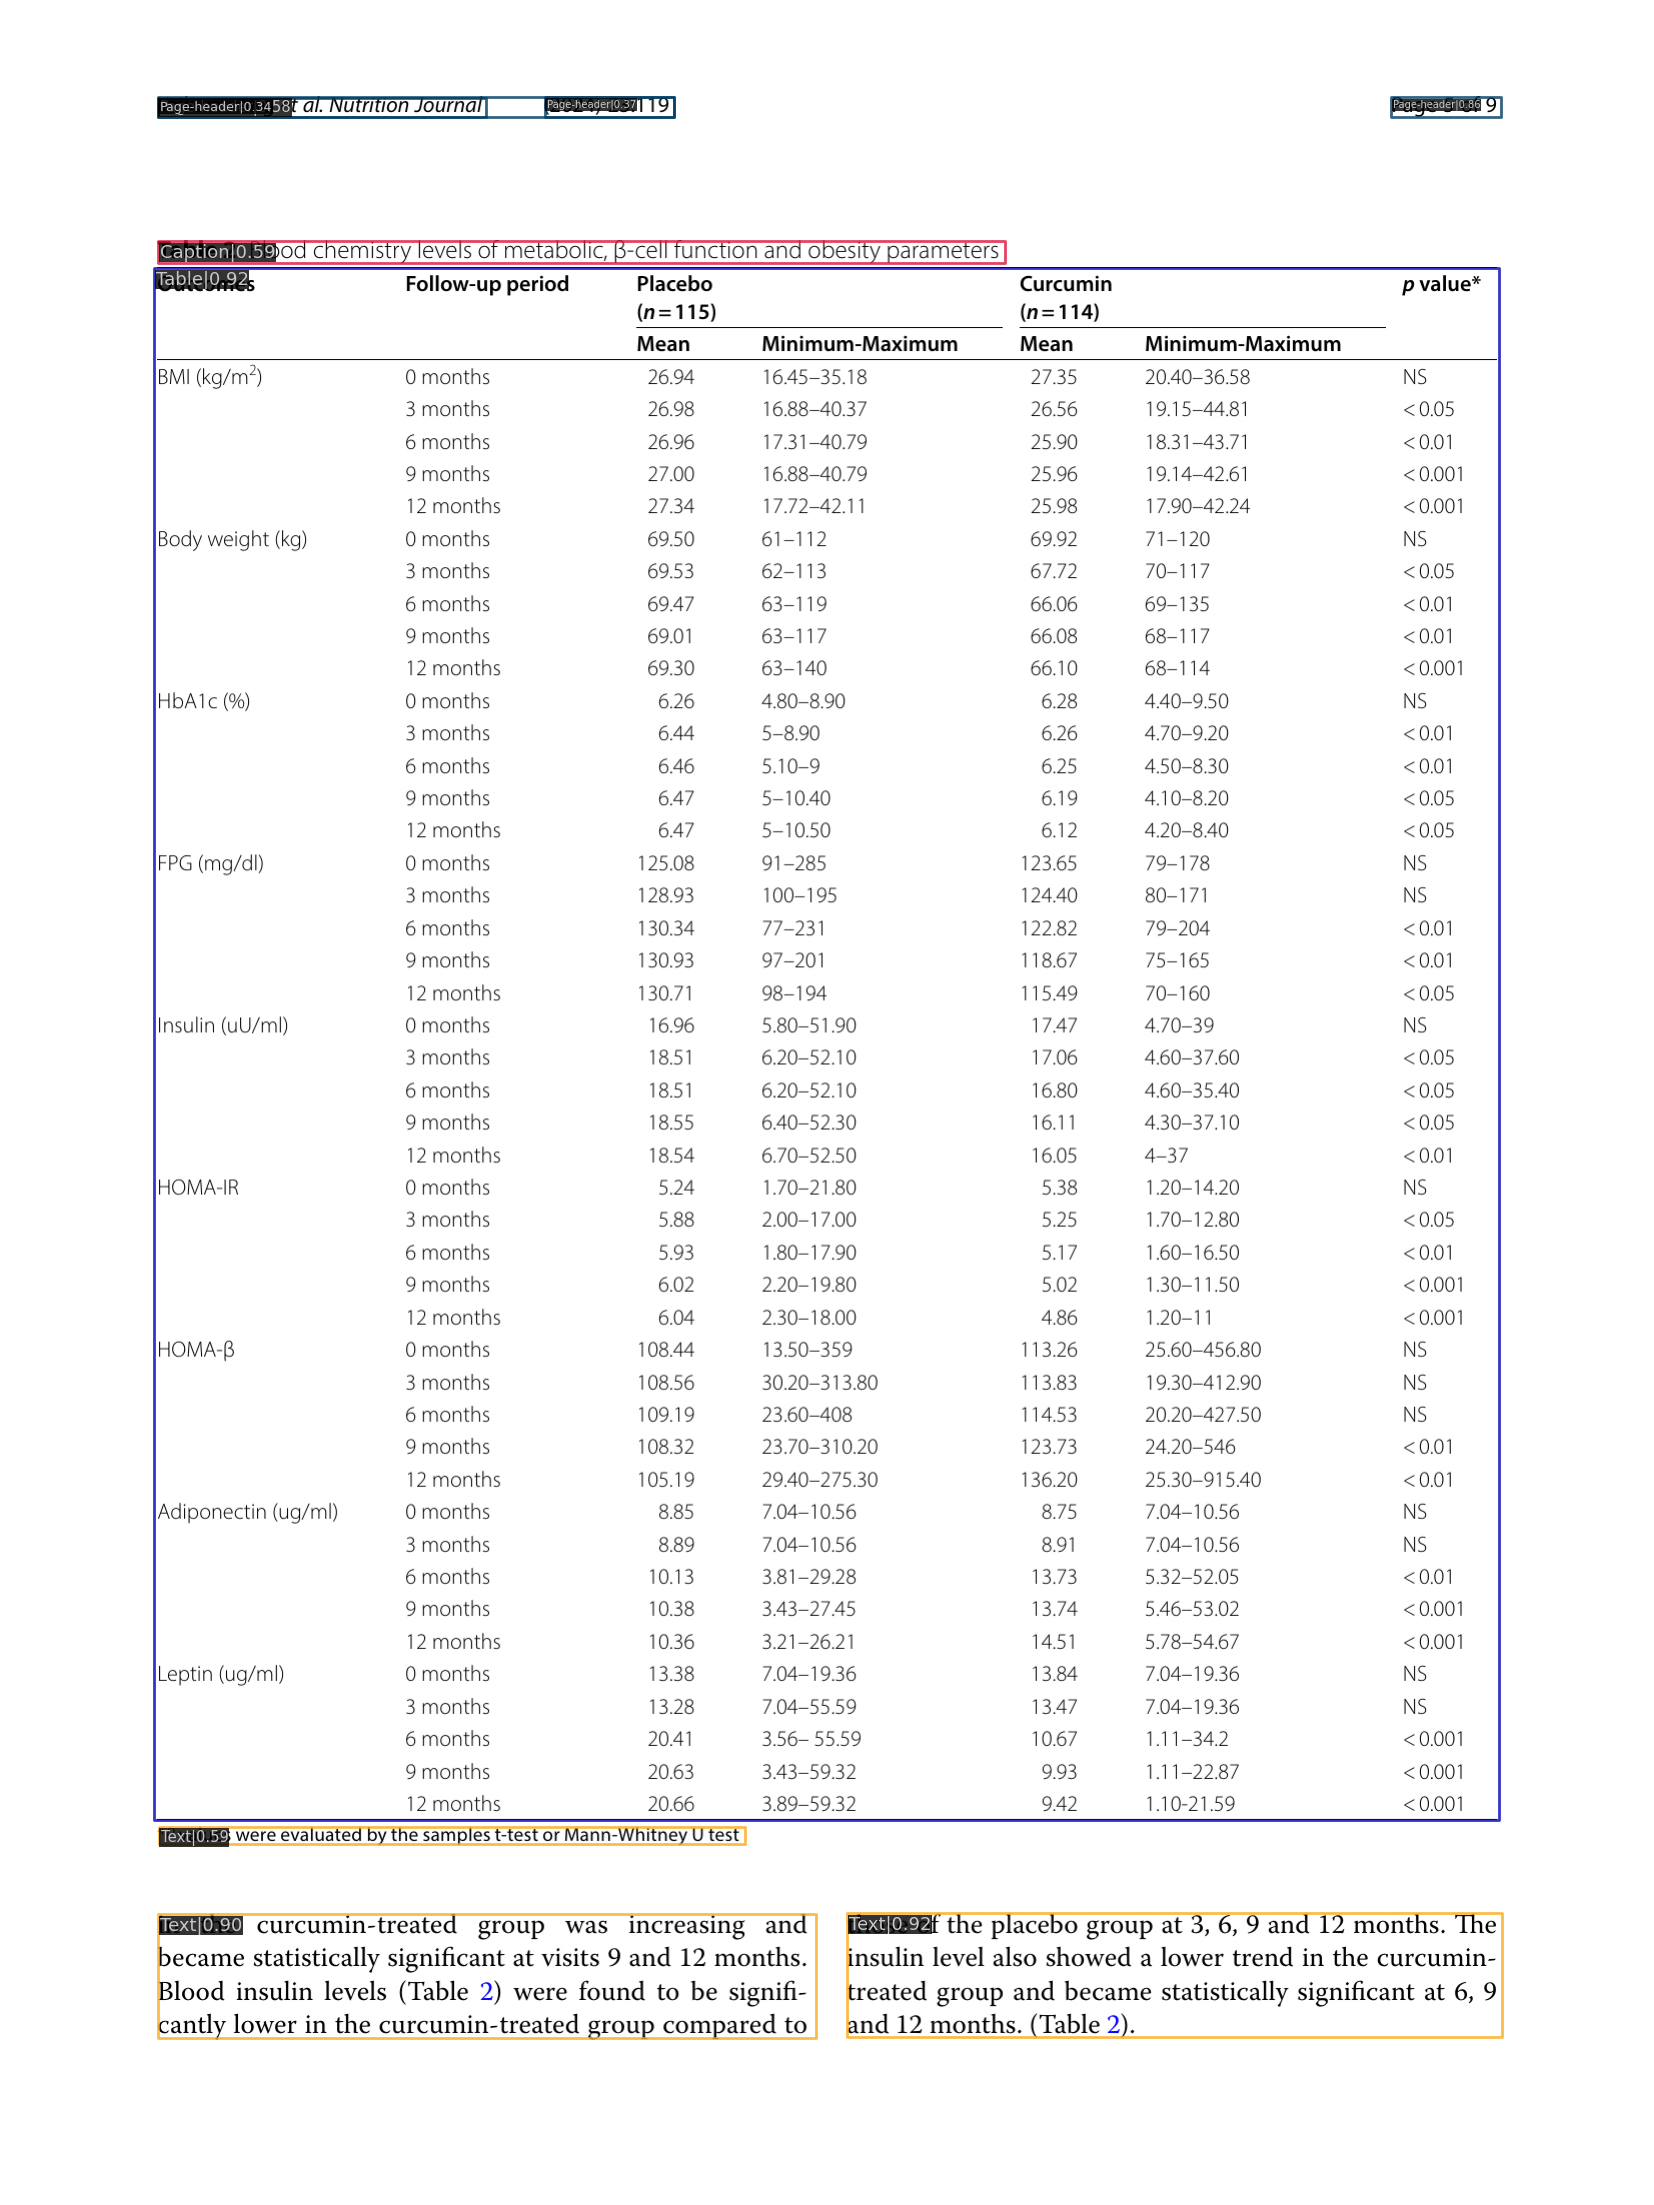 Page-header|0.34 58 t al. Nutrition Journal Page-header|0.37 119 Page-header|0.86 9
Caption|0.59 ood chemistry levels of metabolic, β-cell function and obesity parameters
Table|0.92
Outcomes Follow-up period Placebo Curcumin p value*
(n = 115) (n = 114)
Mean Minimum-Maximum Mean Minimum-Maximum
BMI (kg/m²) 0 months 26.94 16.45–35.18 27.35 20.40–36.58 NS
3 months 26.98 16.88–40.37 26.56 19.15–44.81 < 0.05
6 months 26.96 17.31–40.79 25.90 18.31–43.71 < 0.01
9 months 27.00 16.88–40.79 25.96 19.14–42.61 < 0.001
12 months 27.34 17.72–42.11 25.98 17.90–42.24 < 0.001
Body weight (kg) 0 months 69.50 61–112 69.92 71–120 NS
3 months 69.53 62–113 67.72 70–117 < 0.05
6 months 69.47 63–119 66.06 69–135 < 0.01
9 months 69.01 63–117 66.08 68–117 < 0.01
12 months 69.30 63–140 66.10 68–114 < 0.001
HbA1c (%) 0 months 6.26 4.80–8.90 6.28 4.40–9.50 NS
3 months 6.44 5–8.90 6.26 4.70–9.20 < 0.01
6 months 6.46 5.10–9 6.25 4.50–8.30 < 0.01
9 months 6.47 5–10.40 6.19 4.10–8.20 < 0.05
12 months 6.47 5–10.50 6.12 4.20–8.40 < 0.05
FPG (mg/dl) 0 months 125.08 91–285 123.65 79–178 NS
3 months 128.93 100–195 124.40 80–171 NS
6 months 130.34 77–231 122.82 79–204 < 0.01
9 months 130.93 97–201 118.67 75–165 < 0.01
12 months 130.71 98–194 115.49 70–160 < 0.05
Insulin (uU/ml) 0 months 16.96 5.80–51.90 17.47 4.70–39 NS
3 months 18.51 6.20–52.10 17.06 4.60–37.60 < 0.05
6 months 18.51 6.20–52.10 16.80 4.60–35.40 < 0.05
9 months 18.55 6.40–52.30 16.11 4.30–37.10 < 0.05
12 months 18.54 6.70–52.50 16.05 4–37 < 0.01
HOMA-IR 0 months 5.24 1.70–21.80 5.38 1.20–14.20 NS
3 months 5.88 2.00–17.00 5.25 1.70–12.80 < 0.05
6 months 5.93 1.80–17.90 5.17 1.60–16.50 < 0.01
9 months 6.02 2.20–19.80 5.02 1.30–11.50 < 0.001
12 months 6.04 2.30–18.00 4.86 1.20–11 < 0.001
HOMA-β 0 months 108.44 13.50–359 113.26 25.60–456.80 NS
3 months 108.56 30.20–313.80 113.83 19.30–412.90 NS
6 months 109.19 23.60–408 114.53 20.20–427.50 NS
9 months 108.32 23.70–310.20 123.73 24.20–546 < 0.01
12 months 105.19 29.40–275.30 136.20 25.30–915.40 < 0.01
Adiponectin (ug/ml) 0 months 8.85 7.04–10.56 8.75 7.04–10.56 NS
3 months 8.89 7.04–10.56 8.91 7.04–10.56 NS
6 months 10.13 3.81–29.28 13.73 5.32–52.05 < 0.01
9 months 10.38 3.43–27.45 13.74 5.46–53.02 < 0.001
12 months 10.36 3.21–26.21 14.51 5.78–54.67 < 0.001
Leptin (ug/ml) 0 months 13.38 7.04–19.36 13.84 7.04–19.36 NS
3 months 13.28 7.04–55.59 13.47 7.04–19.36 NS
6 months 20.41 3.56– 55.59 10.67 1.11–34.2 < 0.001
9 months 20.63 3.43–59.32 9.93 1.11–22.87 < 0.001
12 months 20.66 3.89–59.32 9.42 1.10-21.59 < 0.001
Text|0.59 were evaluated by the samples t-test or Mann-Whitney U test
Text|0.90 curcumin-treated group was increasing and
became statistically significant at visits 9 and 12 months.
Blood insulin levels (Table 2) were found to be signifi-
cantly lower in the curcumin-treated group compared to
Text|0.92 f the placebo group at 3, 6, 9 and 12 months. The
insulin level also showed a lower trend in the curcumin-
treated group and became statistically significant at 6, 9
and 12 months. (Table 2).